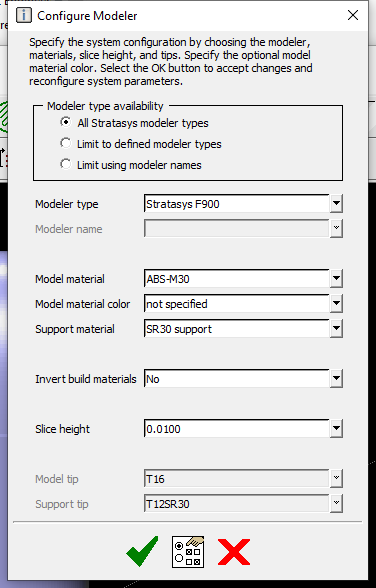 Configure Modeler
Specify the system configuration by choosing the modeler,
materials, slice height, and tips. Specify the optional model
material color. Select the OK button to accept changes and
reconfigure system parameters.
Modeler type availability
All Stratasys modeler types
Limit to defined modeler types
Limit using modeler names
Modeler type Stratasys F900
Modeler name
Model material ABS-M30
Model material color not specified
Support material SR30 support
Invert build materials No
Slice height 0.0100
Model tip T16
Support tip T12SR30